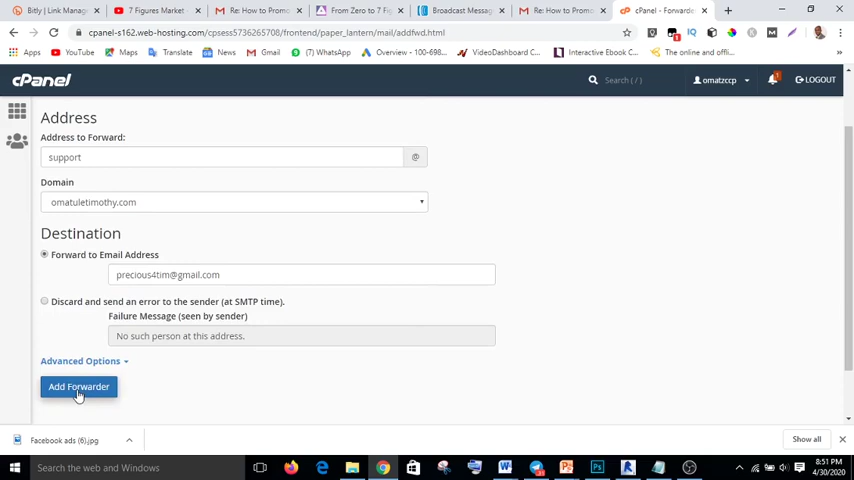 Bitly | Link Manage
7 Figures Market
Re: How to Promo
From Zero to 7 Fig
Broadcast Messag
Re: How to Promo
cPanel - Forwarde
cpanel-s162.web-hosting.com/cpsess5736265708/frontend/paper_lantern/mail/addfwd.html
Apps
YouTube
Maps
Translate
News
Gmail
(7) WhatsApp
Overview - 100-698...
VideoDashboard C...
Interactive Ebook C...
The online and offli...
cPanel
Search ( / )
omatzccp
1
LOGOUT
Address
Address to Forward:
support
@
Domain
omatuletimothy.com
Destination
Forward to Email Address
precious4tim@gmail.com
Discard and send an error to the sender (at SMTP time).
Failure Message (seen by sender)
No such person at this address.
Advanced Options
Add Forwarder
Facebook ads (6).jpg
Show all
Search the web and Windows
8:51 PM
4/30/2020